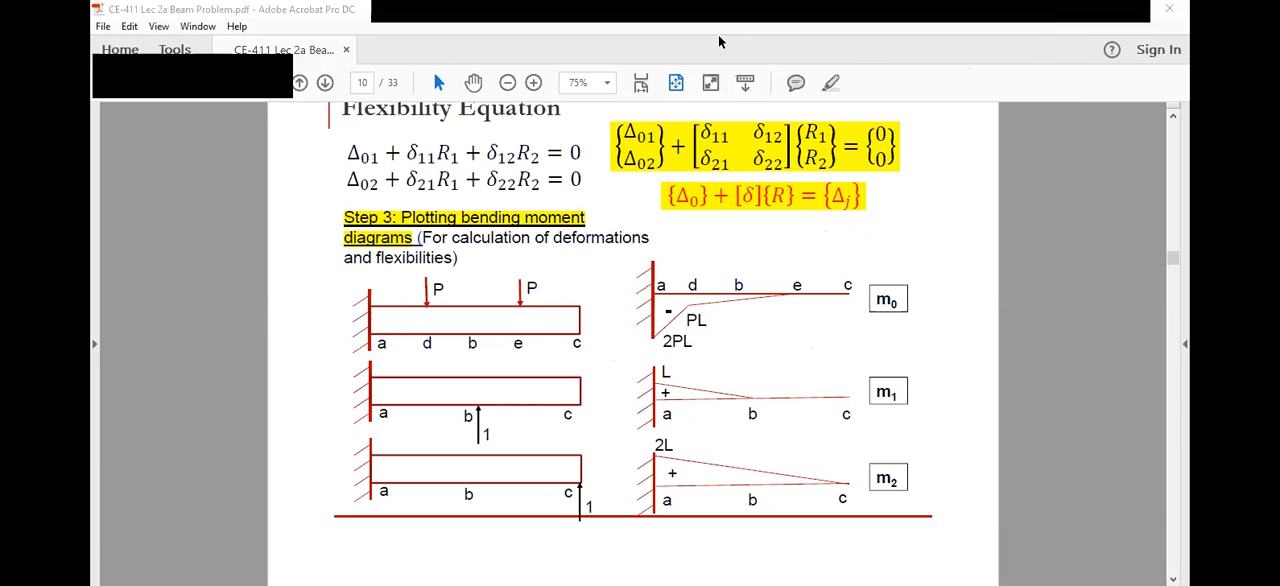 CE-411 Lec 2a Beam Problem.pdf - Adobe Acrobat Pro DC
File Edit View Window Help
Home Tools CE-411 Lec 2a Bea... × Sign In
10 / 33 75%
Flexibility Equation
Δ₀₁ + δ₁₁R₁ + δ₁₂R₂ = 0
Δ₀₂ + δ₂₁R₁ + δ₂₂R₂ = 0
{Δ₀₁ Δ₀₂} + [δ₁₁ δ₁₂ δ₂₁ δ₂₂] {R₁ R₂} = {0 0}
{Δ₀} + [δ]{R} = {Δⱼ}
Step 3: Plotting bending moment
diagrams (For calculation of deformations
and flexibilities)
P P
a d b e c
a d b e c
- PL
2PL
m₀
a b c
1
L
+
a b c
m₁
a b c
1
2L
+
a b c
m₂